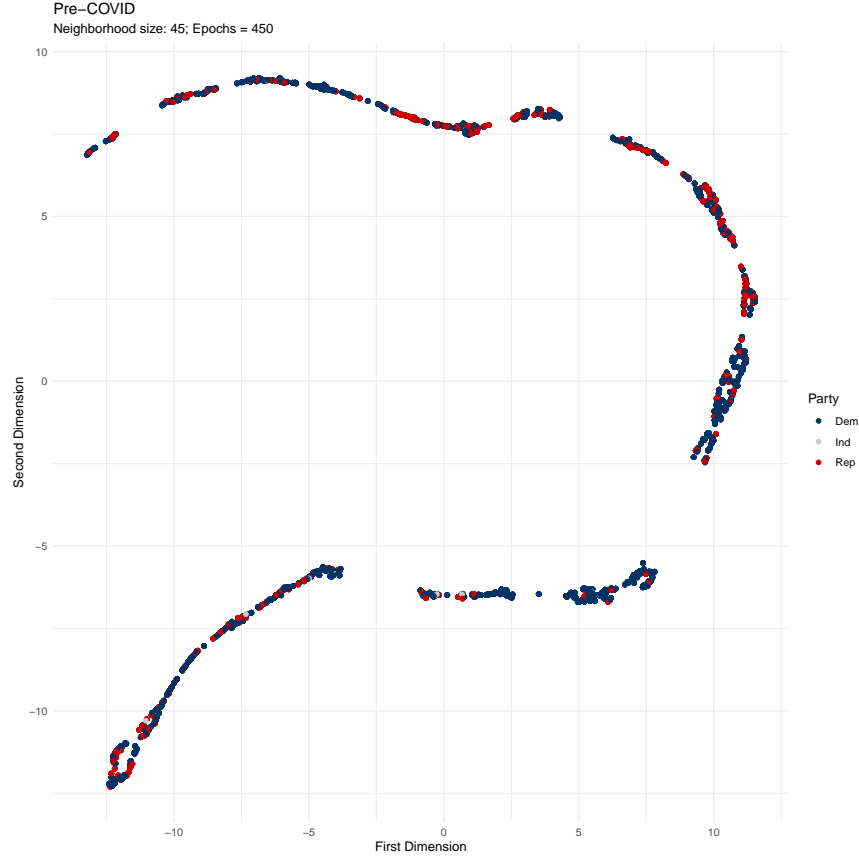 Pre−COVID
Neighborhood size: 45; Epochs = 450
10
5
0
−5
−10
Second Dimension
−10
−5
0
5
10
First Dimension
Party
Dem
Ind
Rep